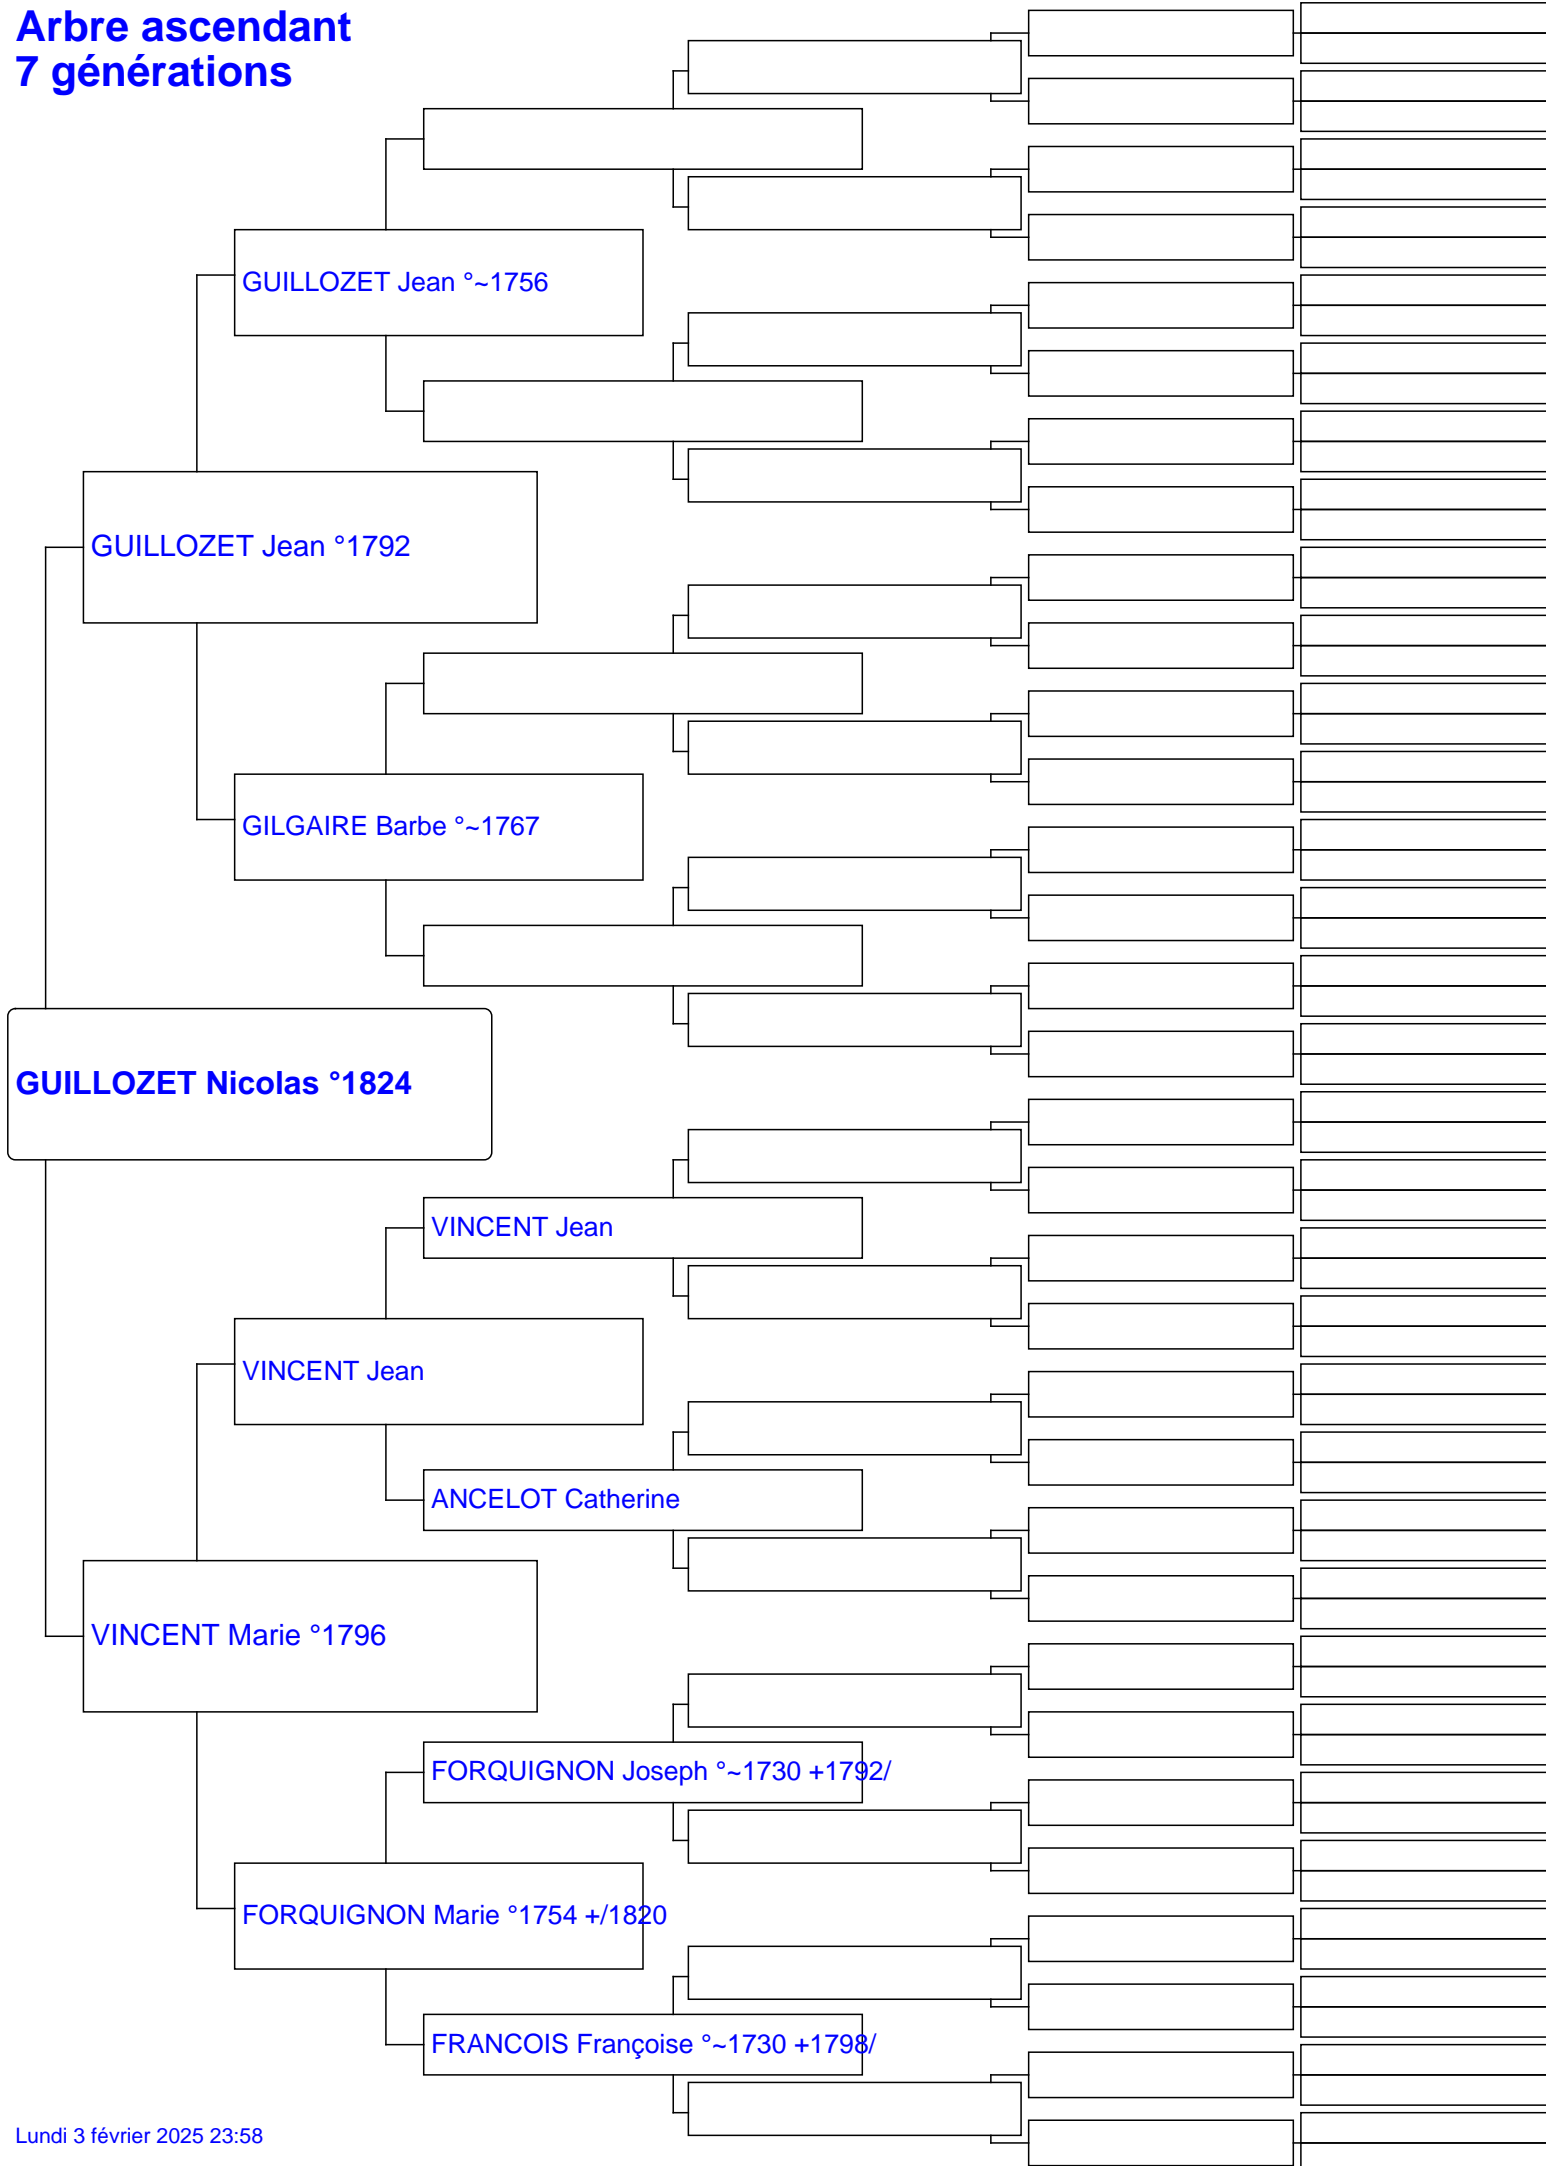 Arbre ascendant
7 générations
GUILLOZET Jean °~1756
GUILLOZET Jean °1792
GILGAIRE Barbe °~1767
GUILLOZET Nicolas °1824
VINCENT Jean
VINCENT Jean
ANCELOT Catherine
VINCENT Marie °1796
FORQUIGNON Joseph °~1730 +1792/
FORQUIGNON Marie °1754 +/1820
FRANCOIS Françoise °~1730 +1798/
Lundi 3 février 2025 23:58